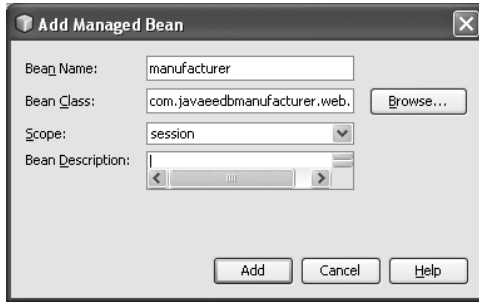 Add Managed Bean
Bean Name: manufacturer
Bean Class: com.javaeedbmanufacturer.web. Browse...
Scope: session
Bean Description:
Add Cancel Help